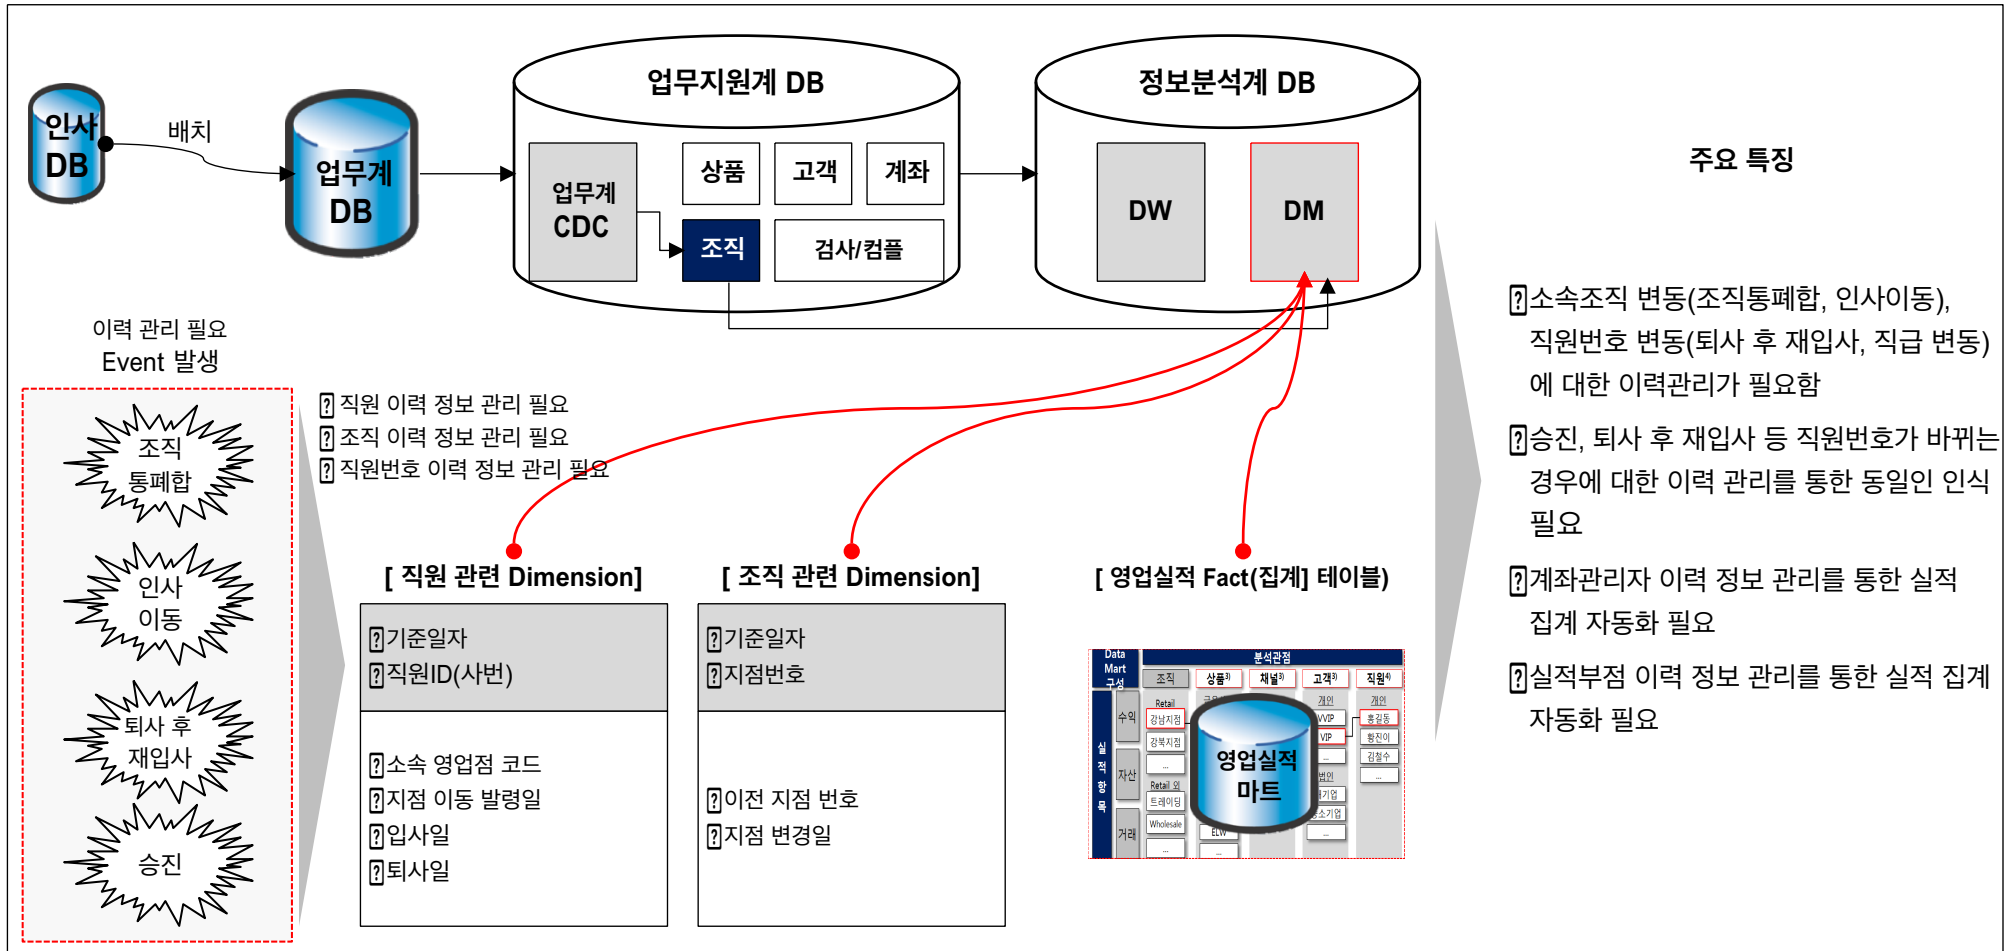 인사
DB
배치
업무계
DB
업무지원계 DB
업무계
CDC
상품
고객
계좌
조직
검사/컴플
정보분석계 DB
DW
DM
주요 특징
이력 관리 필요
Event 발생
조직
통폐합
인사
이동
퇴사 후
재입사
승진
직원 이력 정보 관리 필요
조직 이력 정보 관리 필요
직원번호 이력 정보 관리 필요
[ 직원 관련 Dimension]
기준일자
직원ID(사번)
소속 영업점 코드
지점 이동 발령일
입사일
퇴사일
[ 조직 관련 Dimension]
기준일자
지점번호
이전 지점 번호
지점 변경일
[ 영업실적 Fact(집계] 테이블)
Data
Mart
구성
분석관점
조직
상품3)
채널3)
고객3)
직원4)
실적항목
수익
자산
거래
Retail
강남지점
강북지점
...
Retail 외
트레이딩
Wholesale
...
ELW
...
개인
VVIP
VIP
...
법인
...
개인
홍길동
황진이
김철수
...
영업실적
마트
소속조직 변동(조직통폐합, 인사이동),
직원번호 변동(퇴사 후 재입사, 직급 변동)
에 대한 이력관리가 필요함
승진, 퇴사 후 재입사 등 직원번호가 바뀌는
경우에 대한 이력 관리를 통한 동일인 인식
필요
계좌관리자 이력 정보 관리를 통한 실적
집계 자동화 필요
실적부점 이력 정보 관리를 통한 실적 집계
자동화 필요